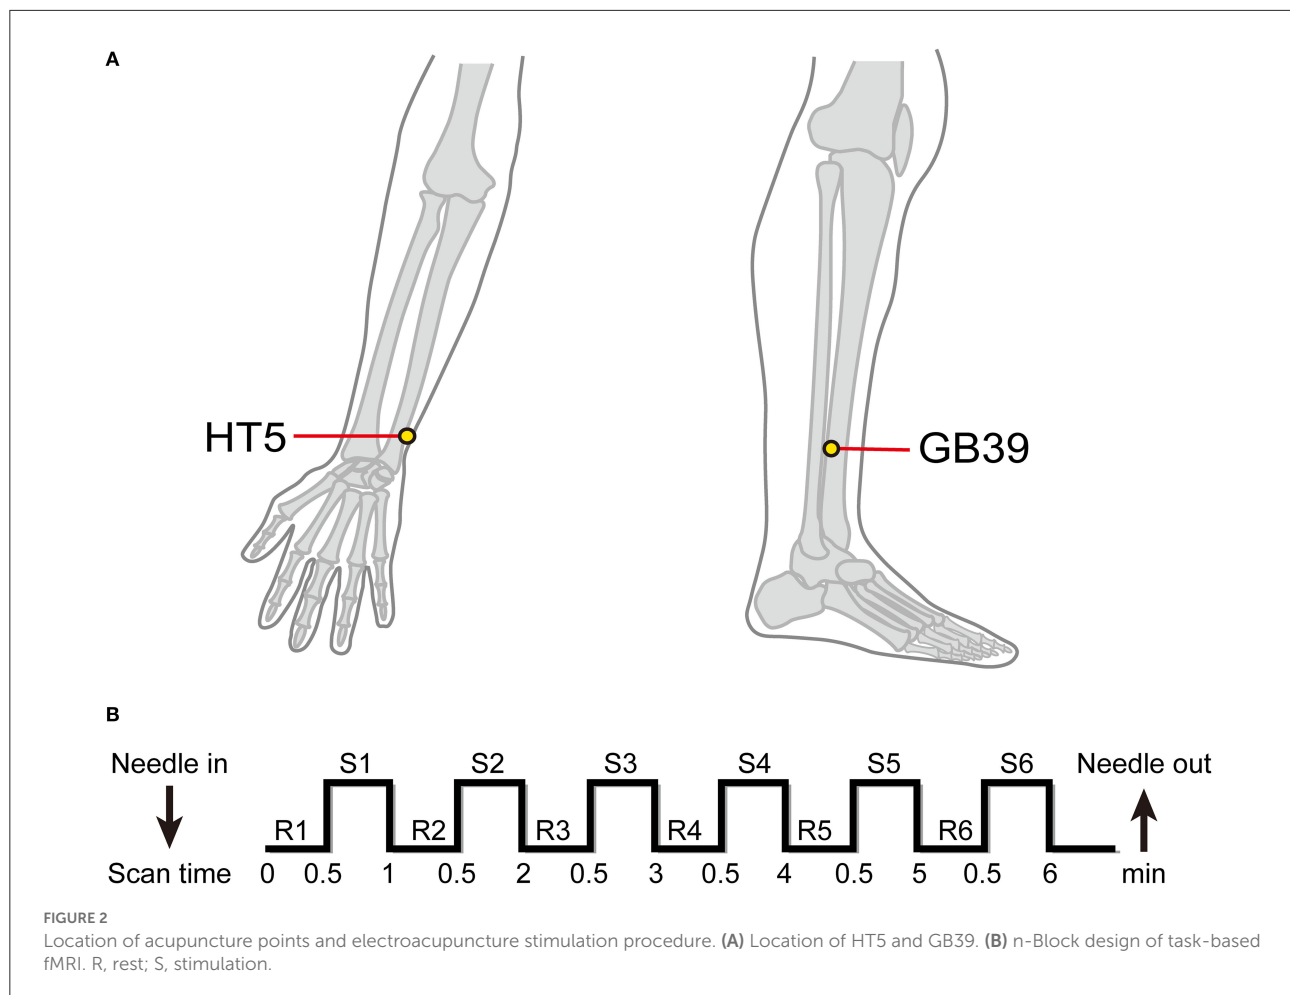 A
HT5
GB39
B
Needle in
S1 S2 S3 S4 S5 S6
Needle out
R1 R2 R3 R4 R5 R6
Scan time 0 0.5 1 0.5 2 0.5 3 0.5 4 0.5 5 0.5 6 min
FIGURE 2
Location of acupuncture points and electroacupuncture stimulation procedure. (A) Location of HT5 and GB39. (B) n-Block design of task-based
fMRI. R, rest; S, stimulation.